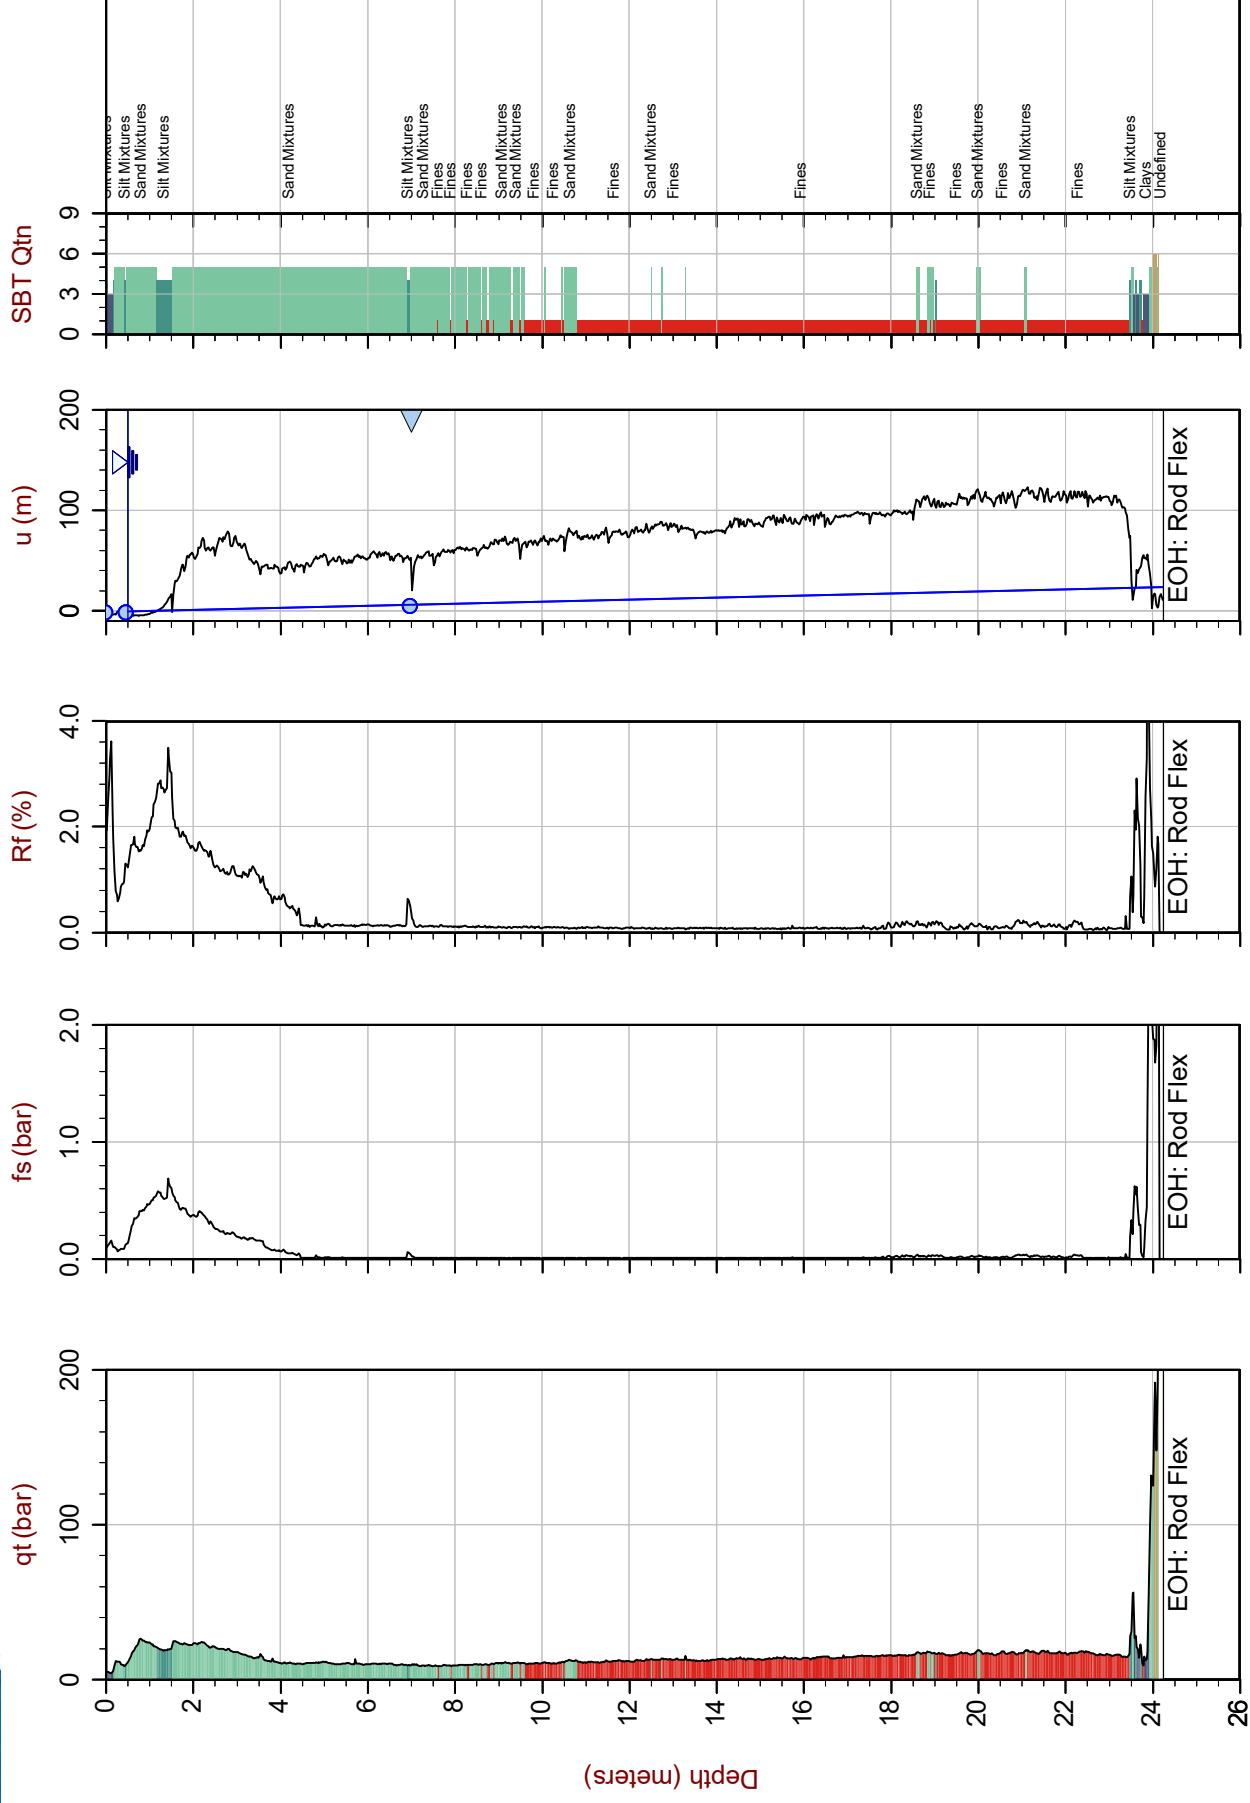 qt (bar)
fs (bar)
Rf (%)
u (m)
SBT Qtn
0 100 200
0.0 1.0 2.0
0.0 2.0 4.0
0 100 200
0 3 6 9
Depth (meters)
0
2
4
6
8
10
12
14
16
18
20
22
24
26
Silt Mixtures
Silt Mixtures
Sand Mixtures
Silt Mixtures
Sand Mixtures
Silt Mixtures
Sand Mixtures
Fines
Fines
Fines
Fines
Sand Mixtures
Sand Mixtures
Fines
Fines
Sand Mixtures
Fines
Sand Mixtures
Fines
Fines
Sand Mixtures
Fines
Fines
Sand Mixtures
Fines
Sand Mixtures
Fines
Silt Mixtures
Clays
Undefined
EOH: Rod Flex
EOH: Rod Flex
EOH: Rod Flex
EOH: Rod Flex